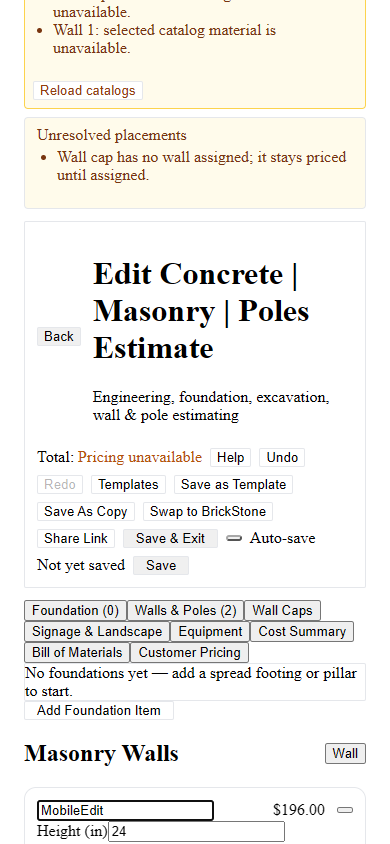 unavailable.
Wall 1: selected catalog material is
unavailable.
Reload catalogs
Unresolved placements
Wall cap has no wall assigned; it stays priced
until assigned.
Back
Edit Concrete |
Masonry | Poles
Estimate
Engineering, foundation, excavation,
wall & pole estimating
Total: Pricing unavailable Help Undo
Redo Templates Save as Template
Save As Copy Swap to BrickStone
Share Link Save & Exit Auto-save
Not yet saved Save
Foundation (0) Walls & Poles (2) Wall Caps
Signage & Landscape Equipment Cost Summary
Bill of Materials Customer Pricing
No foundations yet — add a spread footing or pillar
to start.
Add Foundation Item
Masonry Walls Wall
MobileEdit $196.00
Height (in) 24